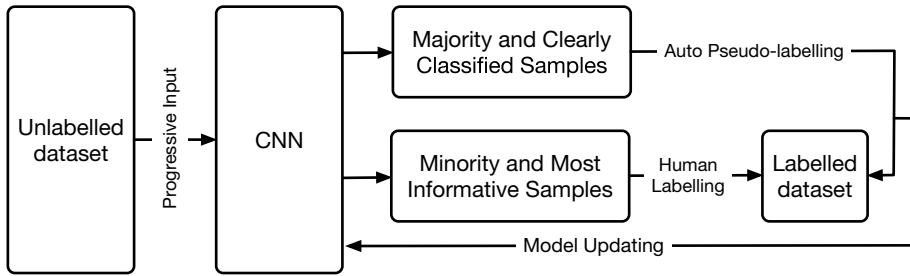 Unlabelled
dataset
Progressive Input
CNN
Majority and Clearly
Classified Samples
Auto Pseudo-labelling
Minority and Most
Informative Samples
Human
Labelling
Labelled
dataset
Model Updating